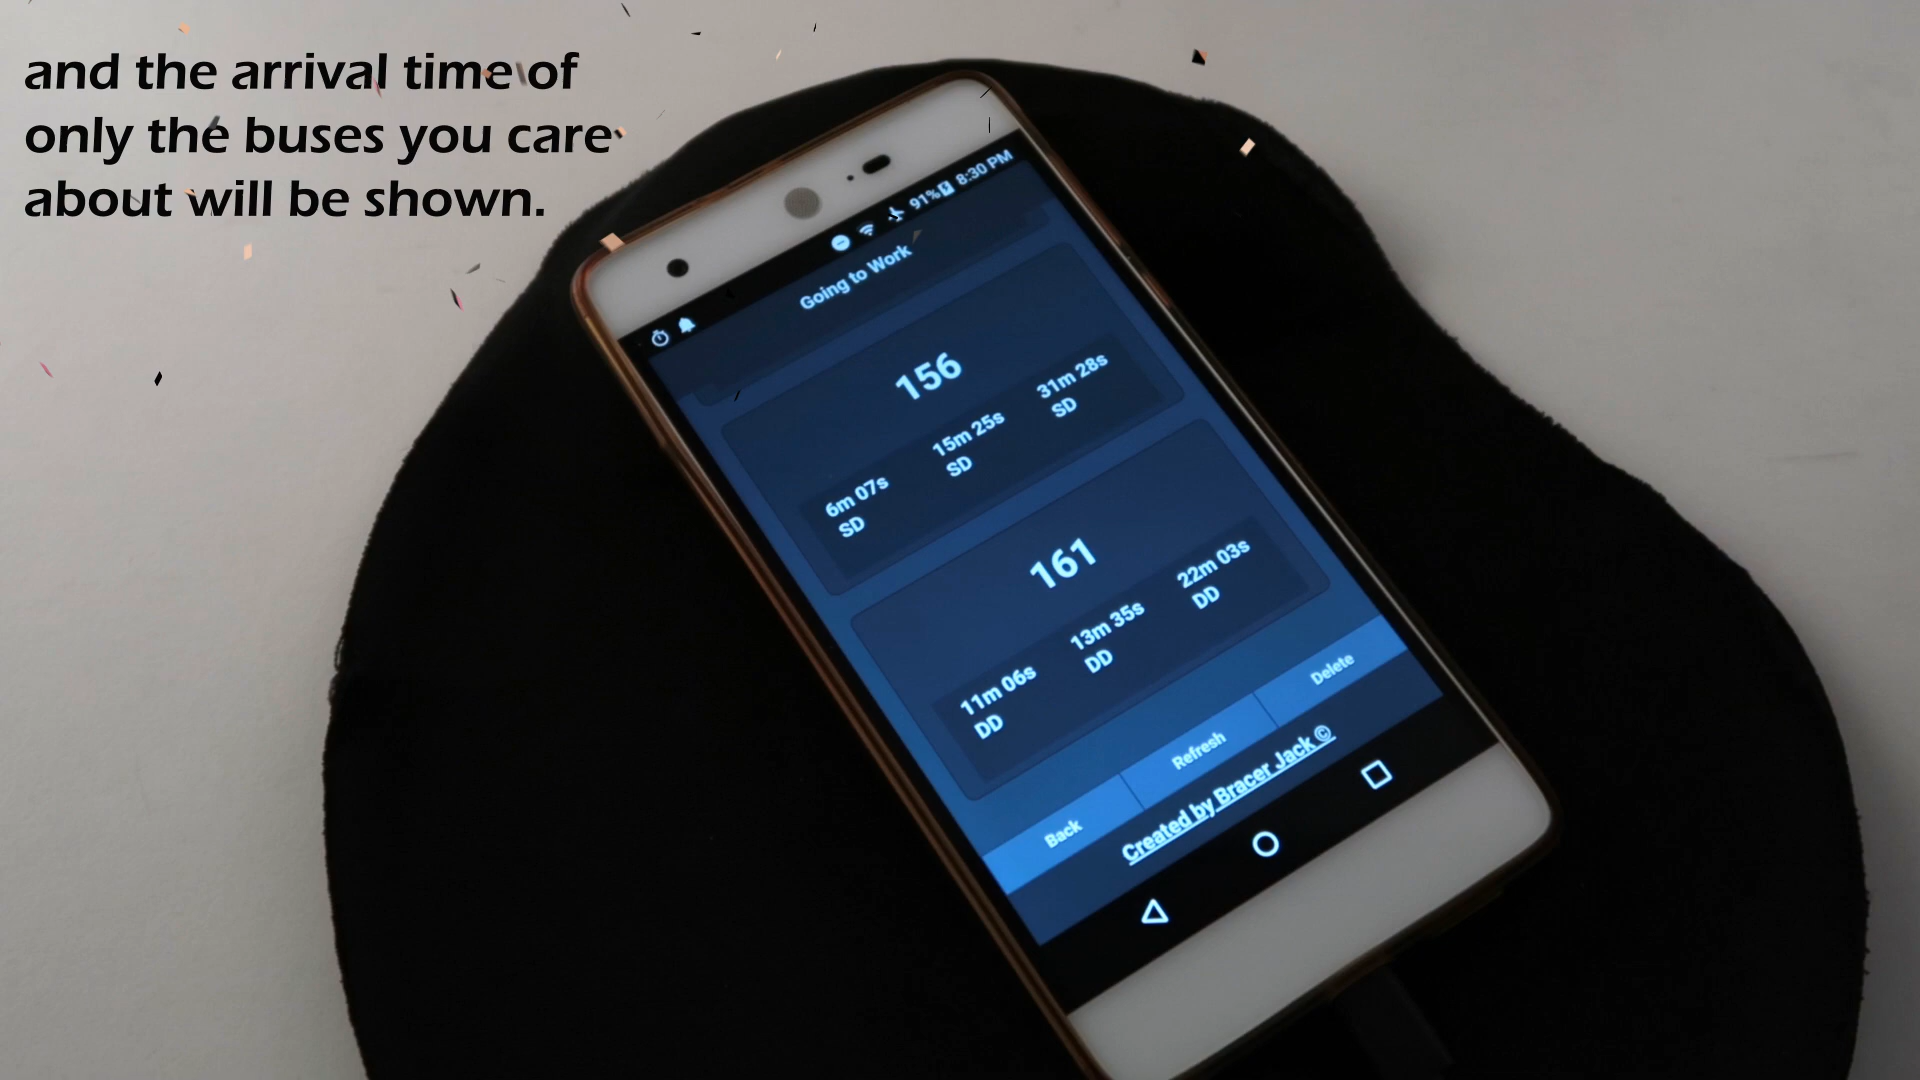 and the arrival time of
only the buses you care
about will be shown.
91% 8:30 PM
Going to Work
156
6m 07s 15m 25s 31m 28s
SD SD SD
161
11m 06s 13m 35s 22m 03s
DD DD DD
Back Refresh Delete
Created by Bracer Jack ©